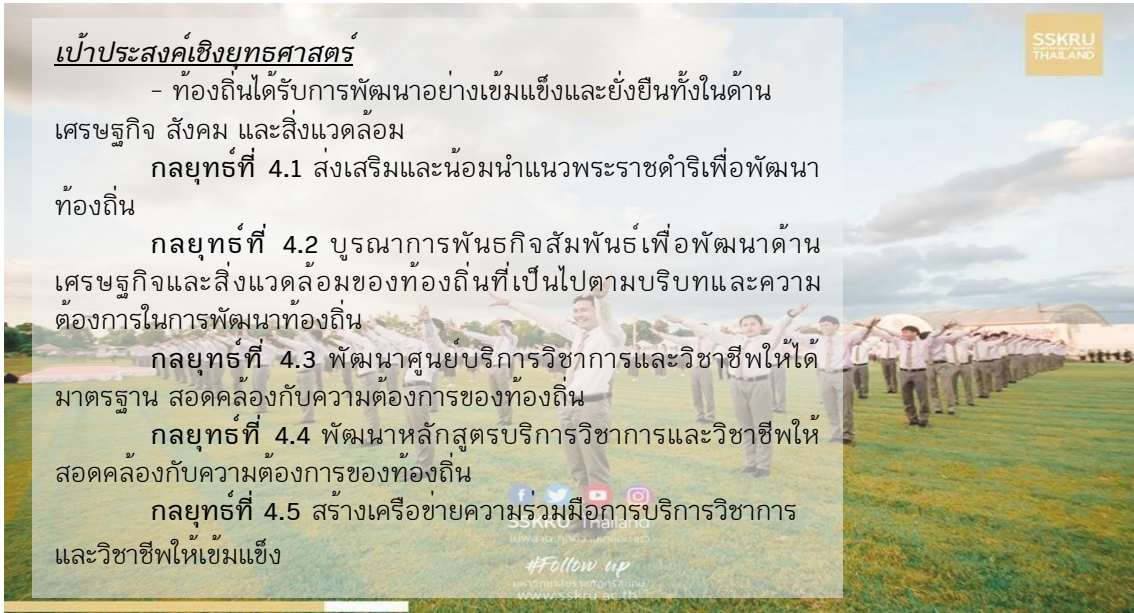 SSKRU
THAILAND
เป้าประสงค์เชิงยุทธศาสตร์
- ท้องถิ่นได้รับการพัฒนาอย่างเข้มแข็งและยั่งยืนทั้งในด้าน
เศรษฐกิจ สังคม และสิ่งแวดล้อม
กลยุทธ์ที่ 4.1 ส่งเสริมและน้อมนำแนวพระราชดำริเพื่อพัฒนา
ท้องถิ่น
กลยุทธ์ที่ 4.2 บูรณาการพันธกิจสัมพันธ์เพื่อพัฒนาด้าน
เศรษฐกิจและสิ่งแวดล้อมของท้องถิ่นที่เป็นไปตามบริบทและความ
ต้องการในการพัฒนาท้องถิ่น
กลยุทธ์ที่ 4.3 พัฒนาศูนย์บริการวิชาการและวิชาชีพให้ได้
มาตรฐาน สอดคล้องกับความต้องการของท้องถิ่น
กลยุทธ์ที่ 4.4 พัฒนาหลักสูตรบริการวิชาการและวิชาชีพให้
สอดคล้องกับความต้องการของท้องถิ่น
กลยุทธ์ที่ 4.5 สร้างเครือข่ายความร่วมมือการบริการวิชาการ
และวิชาชีพให้เข้มแข็ง
SSKRU Thailand
#Follow up
www.sskru.ac.th